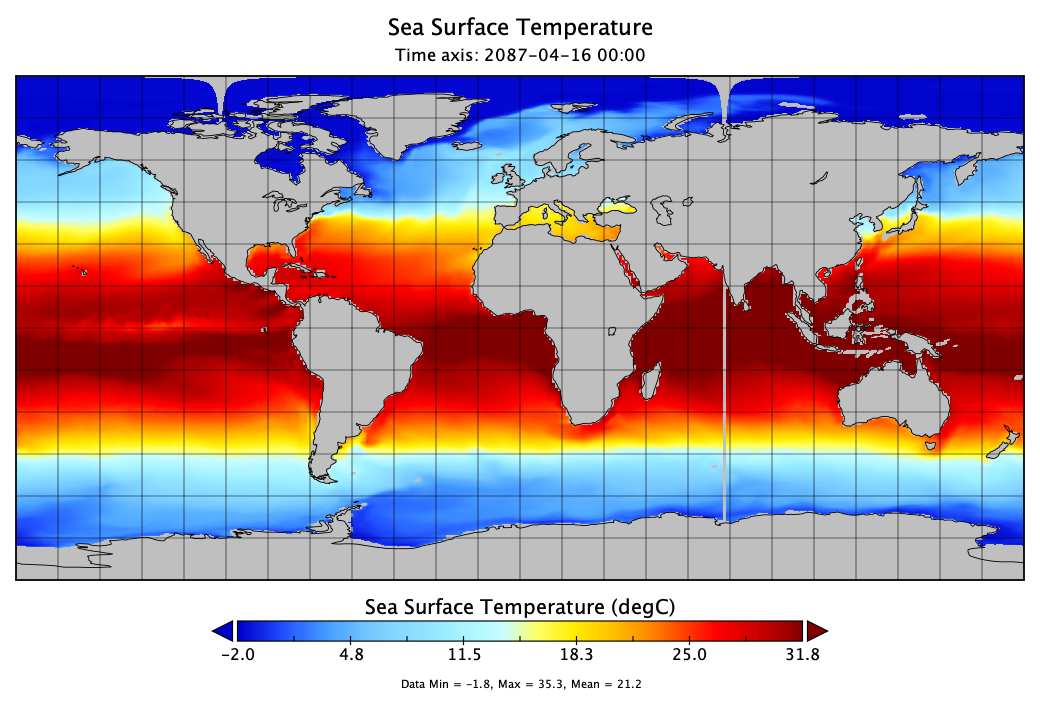 Sea Surface Temperature
Time axis: 2087-04-16 00:00
Sea Surface Temperature (degC)
−2.0 4.8 11.5 18.3 25.0 31.8
Data Min = -1.8, Max = 35.3, Mean = 21.2